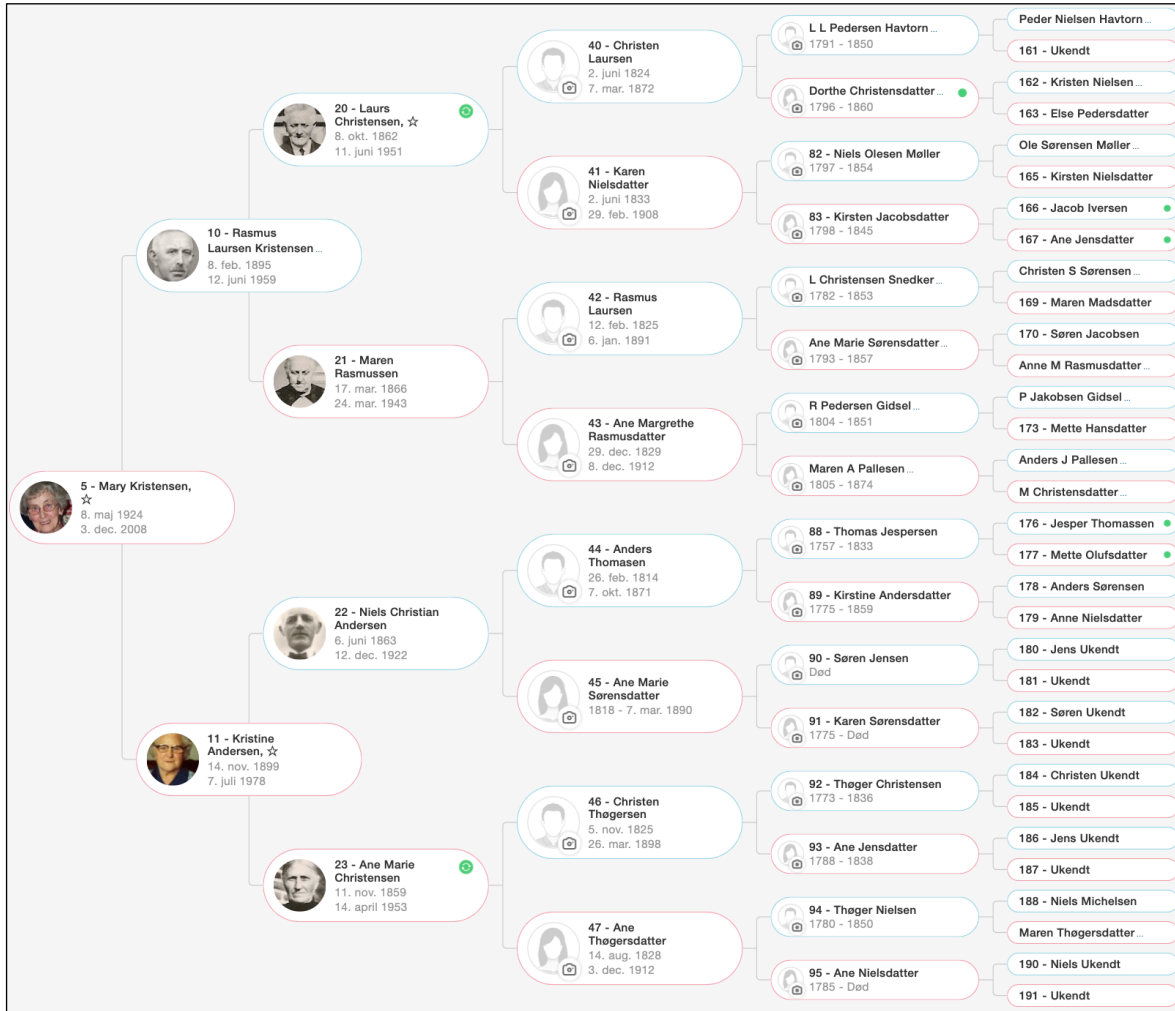 5 - Mary Kristensen,
☆
8. maj 1924
3. dec. 2008
10 - Rasmus
Laursen Kristensen...
8. feb. 1895
12. juni 1959
11 - Kristine
Andersen, ☆
14. nov. 1899
7. juli 1978
20 - Laurs
Christensen, ☆
8. okt. 1862
11. juni 1951
21 - Maren
Rasmussen
17. mar. 1866
24. mar. 1943
22 - Niels Christian
Andersen
6. juni 1863
12. dec. 1922
23 - Ane Marie
Christensen
11. nov. 1859
14. april 1953
40 - Christen
Laursen
2. juni 1824
7. mar. 1872
41 - Karen
Nielsdatter
2. juni 1833
29. feb. 1908
42 - Rasmus
Laursen
12. feb. 1825
6. jan. 1891
43 - Ane Margrethe
Rasmusdatter
29. dec. 1829
8. dec. 1912
44 - Anders
Thomasen
26. feb. 1814
7. okt. 1871
45 - Ane Marie
Sørensdatter
1818 - 7. mar. 1890
46 - Christen
Thøgersen
5. nov. 1825
26. mar. 1898
47 - Ane
Thøgersdatter
14. aug. 1828
3. dec. 1912
L L Pedersen Havtorn...
1791 - 1850
Dorthe Christensdatter...
1796 - 1860
82 - Niels Olesen Møller
1797 - 1854
83 - Kirsten Jacobsdatter
1798 - 1845
L Christensen Snedker...
1782 - 1853
Ane Marie Sørensdatter...
1793 - 1857
R Pedersen Gidsel...
1804 - 1851
Maren A Pallesen...
1805 - 1874
88 - Thomas Jespersen
1757 - 1833
89 - Kirstine Andersdatter
1775 - 1859
90 - Søren Jensen
Død
91 - Karen Sørensdatter
1775 - Død
92 - Thøger Christensen
1773 - 1836
93 - Ane Jensdatter
1788 - 1838
94 - Thøger Nielsen
1780 - 1850
95 - Ane Nielsdatter
1785 - Død
Peder Nielsen Havtorn...
161 - Ukendt
162 - Kristen Nielsen...
163 - Else Pedersdatter
Ole Sørensen Møller...
165 - Kirsten Nielsdatter
166 - Jacob Iversen
167 - Ane Jensdatter
Christen S Sørensen...
169 - Maren Madsdatter
170 - Søren Jacobsen
Anne M Rasmusdatter...
P Jakobsen Gidsel...
173 - Mette Hansdatter
Anders J Pallesen...
M Christensdatter...
176 - Jesper Thomassen
177 - Mette Olufsdatter
178 - Anders Sørensen
179 - Anne Nielsdatter
180 - Jens Ukendt
181 - Ukendt
182 - Søren Ukendt
183 - Ukendt
184 - Christen Ukendt
185 - Ukendt
186 - Jens Ukendt
187 - Ukendt
188 - Niels Michelsen
Maren Thøgersdatter...
190 - Niels Ukendt
191 - Ukendt